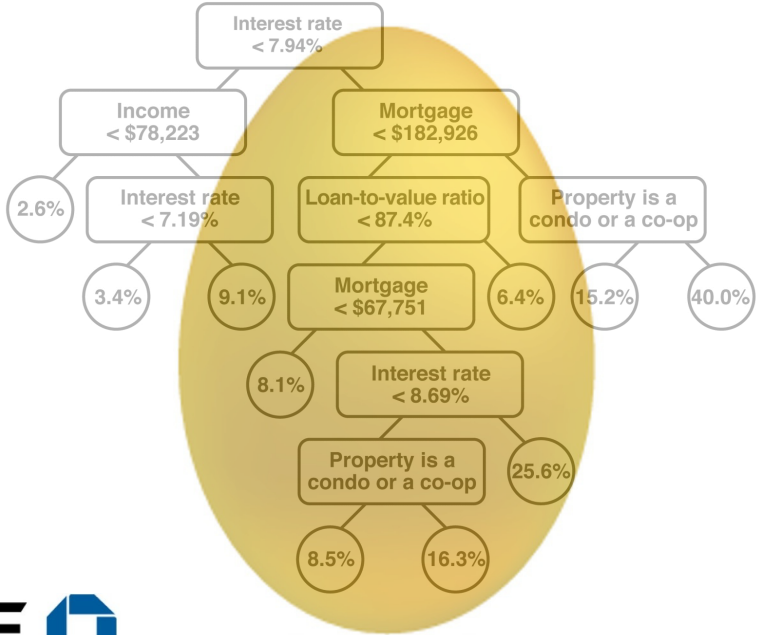 Interest rate
< 7.94%
Income
< $78,223
Mortgage
< $182,926
2.6%
Interest rate
< 7.19%
Loan-to-value ratio
< 87.4%
Property is a
condo or a co-op
3.4%
9.1%
Mortgage
< $67,751
6.4%
15.2%
40.0%
8.1%
Interest rate
< 8.69%
Property is a
condo or a co-op
25.6%
8.5%
16.3%